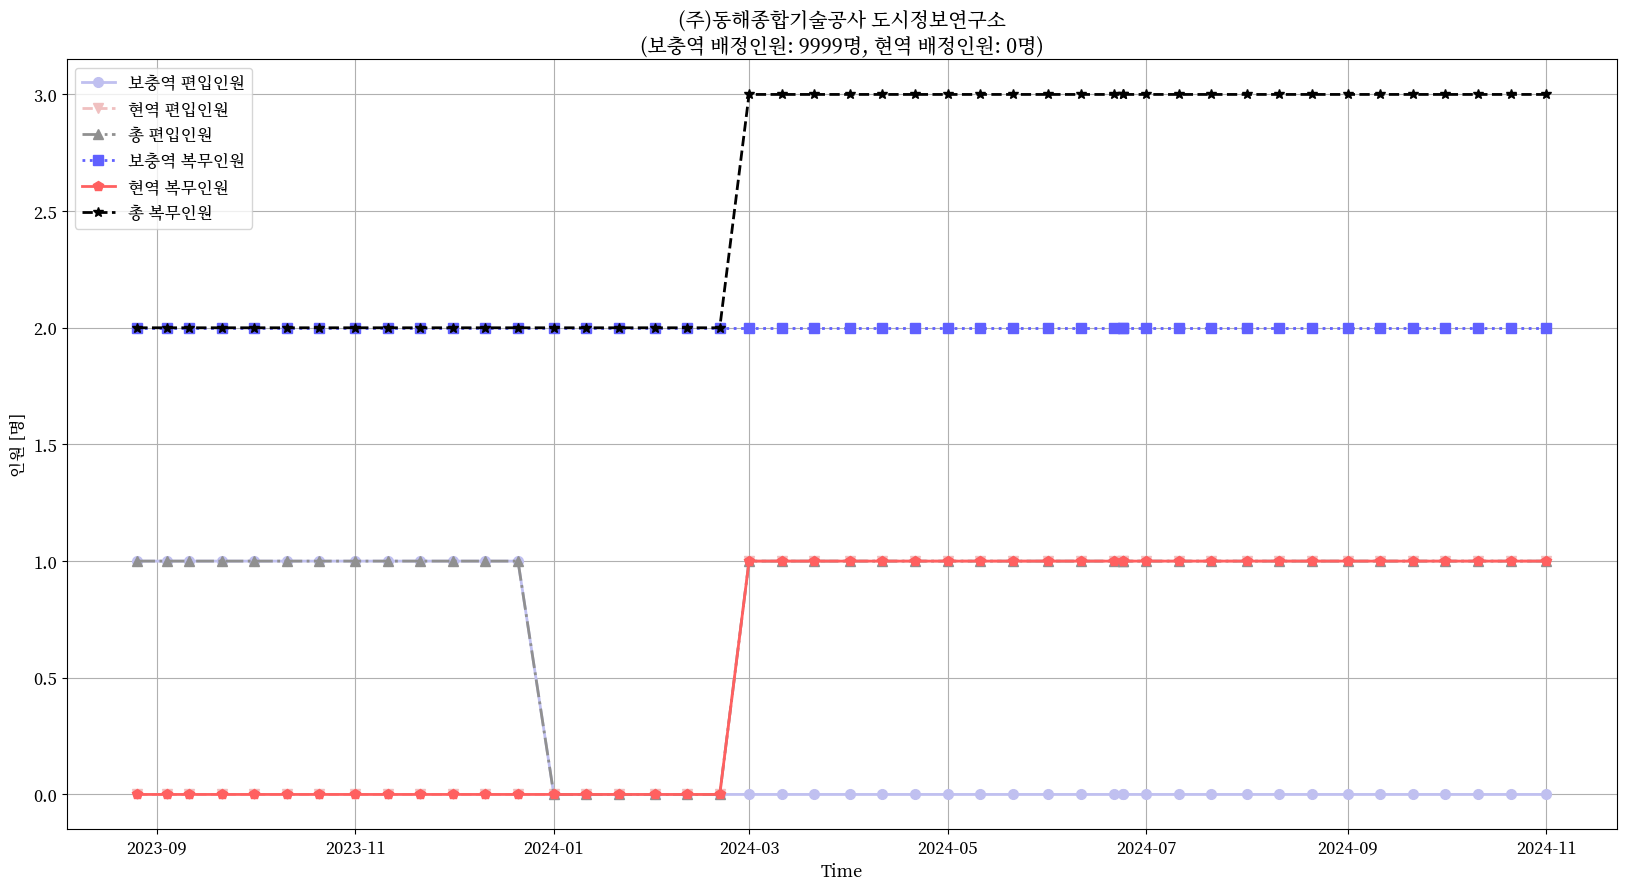 (주)동해종합기술공사 도시정보연구소
(보충역 배정인원: 9999명, 현역 배정인원: 0명)
보충역 편입인원
현역 편입인원
총 편입인원
보충역 복무인원
현역 복무인원
총 복무인원
3.0
2.5
2.0
1.5
1.0
0.5
0.0
인원 [명]
2023-09
2023-11
2024-01
2024-03
2024-05
2024-07
2024-09
2024-11
Time